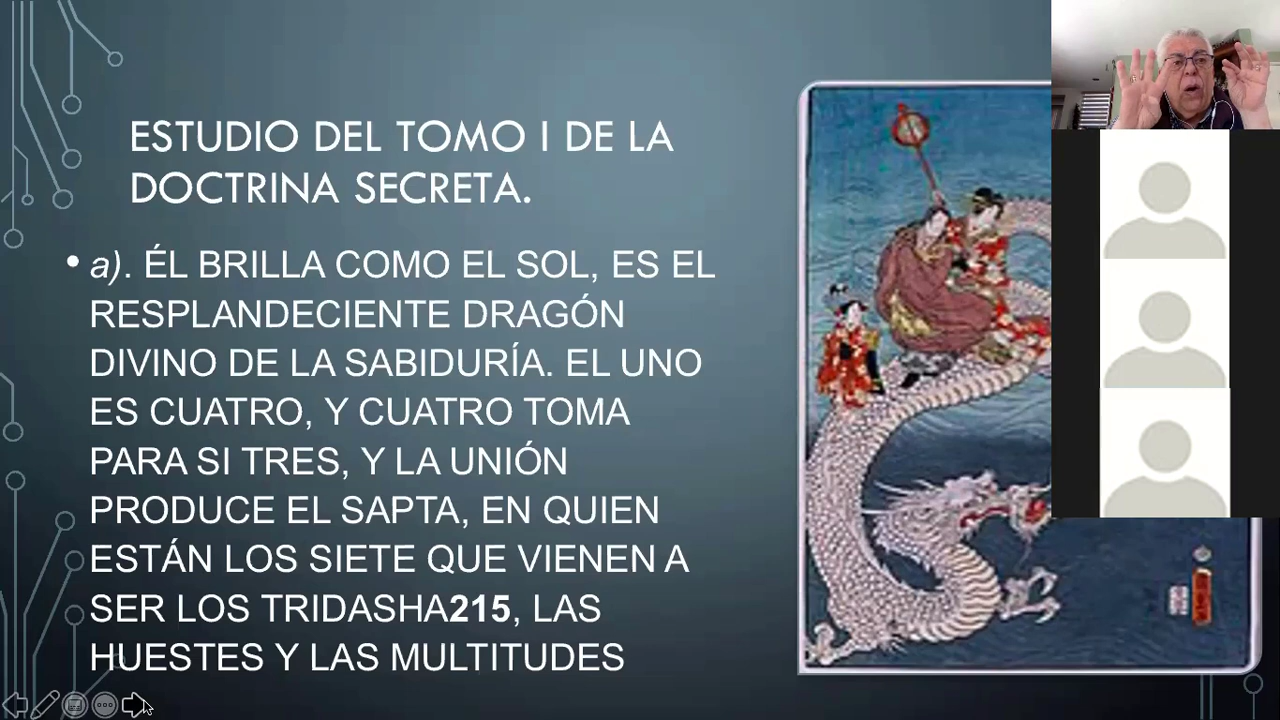 ESTUDIO DEL TOMO I DE LA
DOCTRINA SECRETA.
• a). ÉL BRILLA COMO EL SOL, ES EL
RESPLANDECIENTE DRAGÓN
DIVINO DE LA SABIDURÍA. EL UNO
ES CUATRO, Y CUATRO TOMA
PARA SI TRES, Y LA UNIÓN
PRODUCE EL SAPTA, EN QUIEN
ESTÁN LOS SIETE QUE VIENEN A
SER LOS TRIDASHA215, LAS
HUESTES Y LAS MULTITUDES